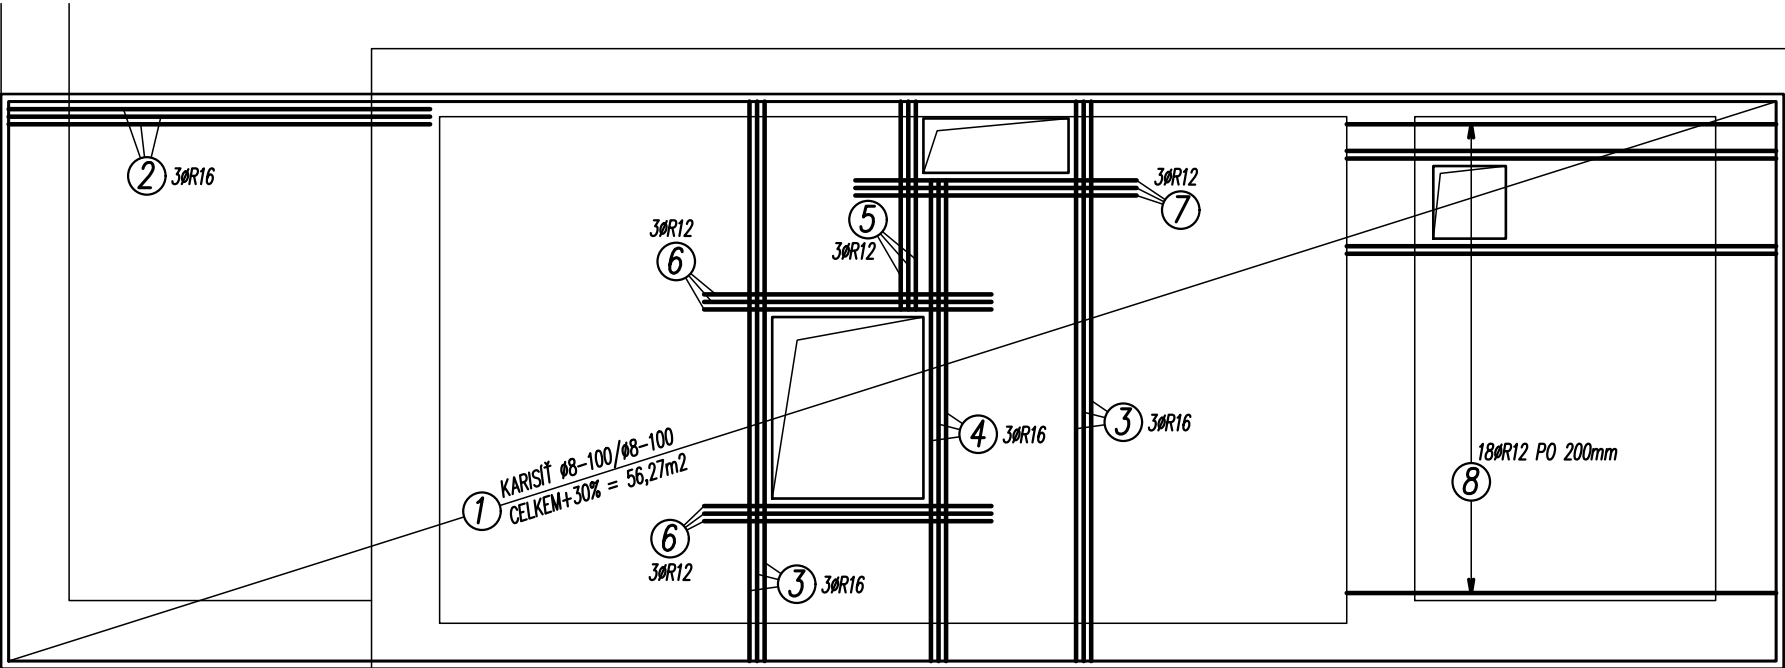 2 3øR16
3øR12
7
5
3øR12
3øR12
6
4 3øR16
3 3øR16
KARISÍŤ ø8-100/ø8-100
CELKEM+30% = 56,27m2
1
18øR12 PO 200mm
8
6
3øR12
3 3øR16